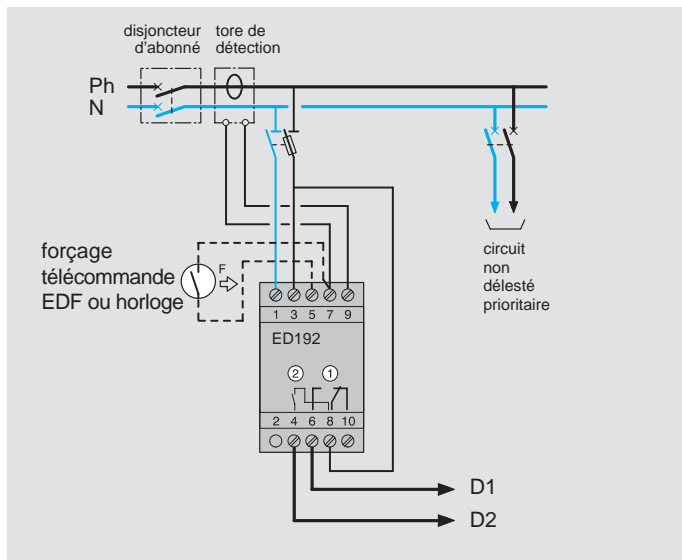 disjoncteur
d'abonné
tore de
détection
Ph
N
forçage
télécommande
EDF ou horloge
F
circuit
non
délesté
prioritaire
1 3 5 7 9
ED192
2 1
2 4 6 8 10
D1
D2